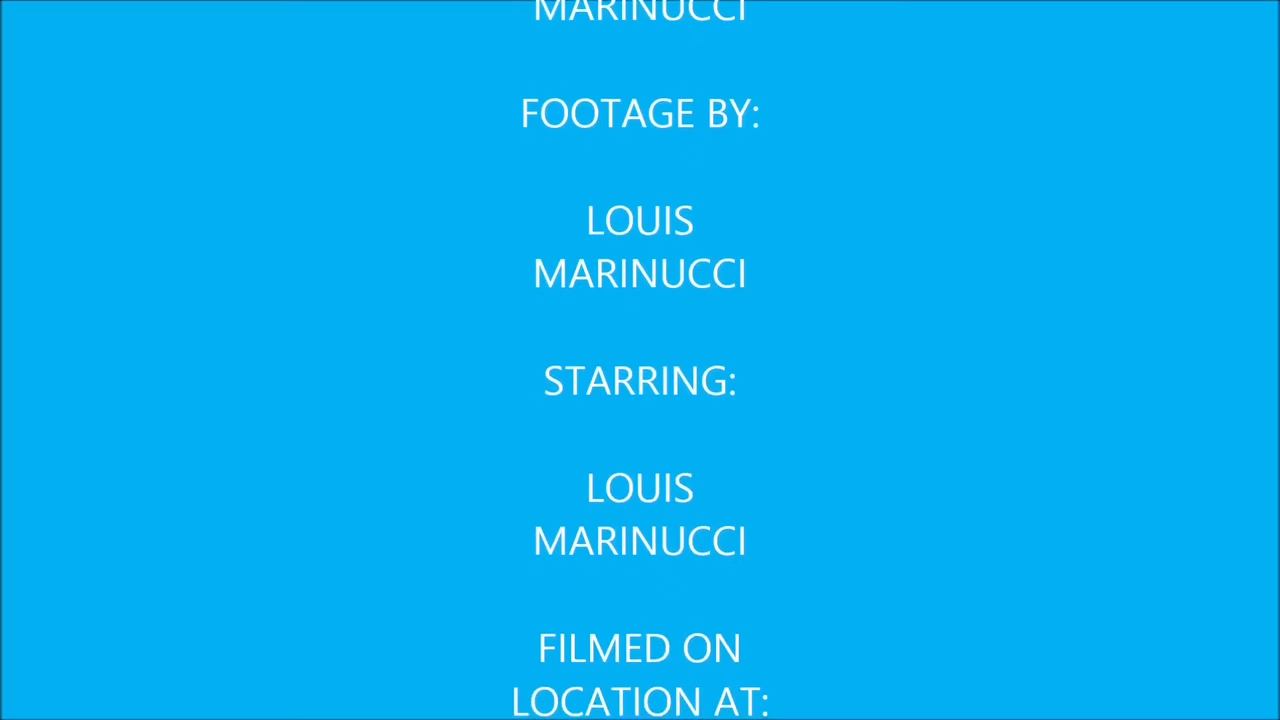 MARINUCCI
FOOTAGE BY:
LOUIS
MARINUCCI
STARRING:
LOUIS
MARINUCCI
FILMED ON
LOCATION AT: